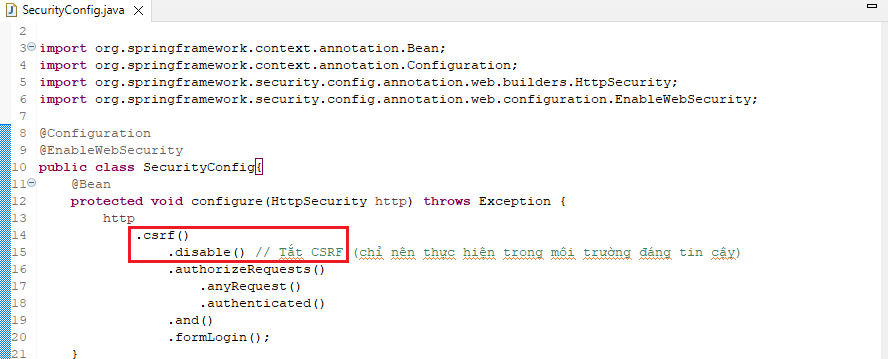 SecurityConfig.java
2
3 import org.springframework.context.annotation.Bean;
4 import org.springframework.context.annotation.Configuration;
5 import org.springframework.security.config.annotation.web.builders.HttpSecurity;
6 import org.springframework.security.config.annotation.web.configuration.EnableWebSecurity;
7
8 @Configuration
9 @EnableWebSecurity
10 public class SecurityConfig{
11 @Bean
12 protected void configure(HttpSecurity http) throws Exception {
13 http
14 .csrf()
15 .disable() // Tắt CSRF (chỉ nên thực hiện trong môi trường đáng tin cậy)
16 .authorizeRequests()
17 .anyRequest()
18 .authenticated()
19 .and()
20 .formLogin();
21 }